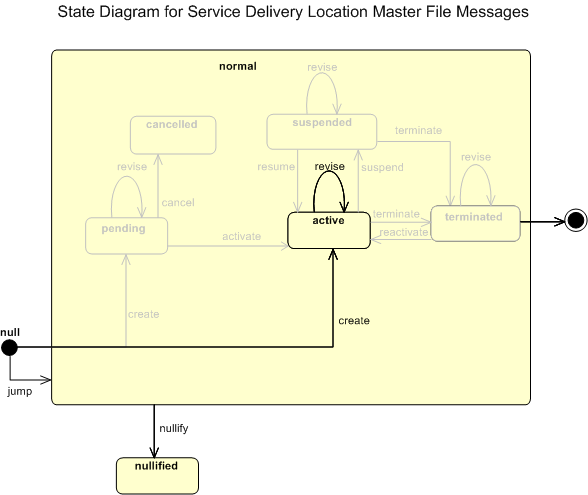 State Diagram for Service Delivery Location Master File Messages
normal
revise
cancelled
suspended
terminate
revise
resume
revise
suspend
revise
cancel
pending
activate
active
terminate
reactivate
terminated
create
create
null
jump
nullify
nullified